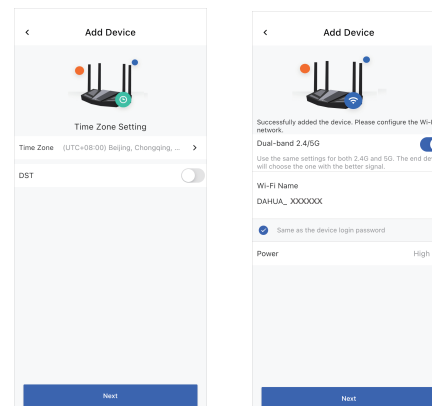 Add Device
Time Zone Setting
Time Zone (UTC+08:00) Beijing, Chongqing, ...
DST
Next
Add Device
Successfully added the device. Please configure the Wi-
network.
Dual-band 2.4/5G
Use the same settings for both 2.4G and 5G. The end
will choose the one with the better signal.
Wi-Fi Name
DAHUA_ XXXXXX
Same as the device login password
Power High
Next